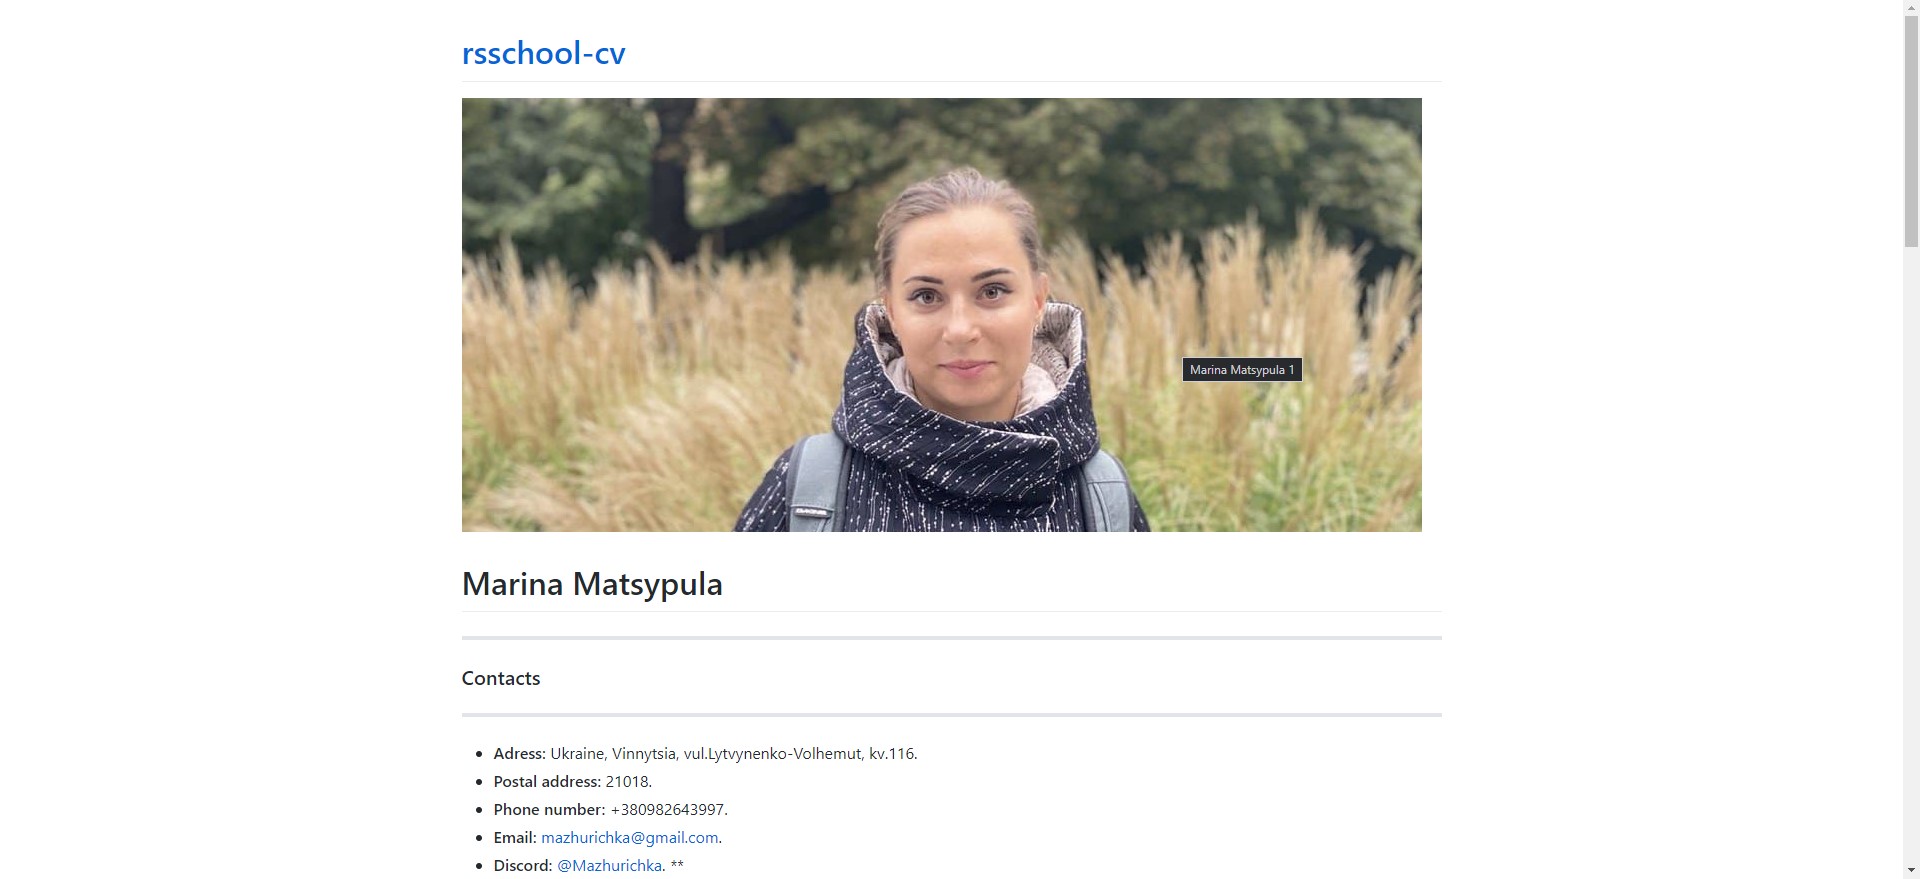 rsschool-cv
Marina Matsypula 1
DAKINE
Marina Matsypula
Contacts
Adress: Ukraine, Vinnytsia, vul.Lytvynenko-Volhemut, kv.116.
Postal address: 21018.
Phone number: +380982643997.
Email: mazhurichka@gmail.com.
Discord: @Mazhurichka. **